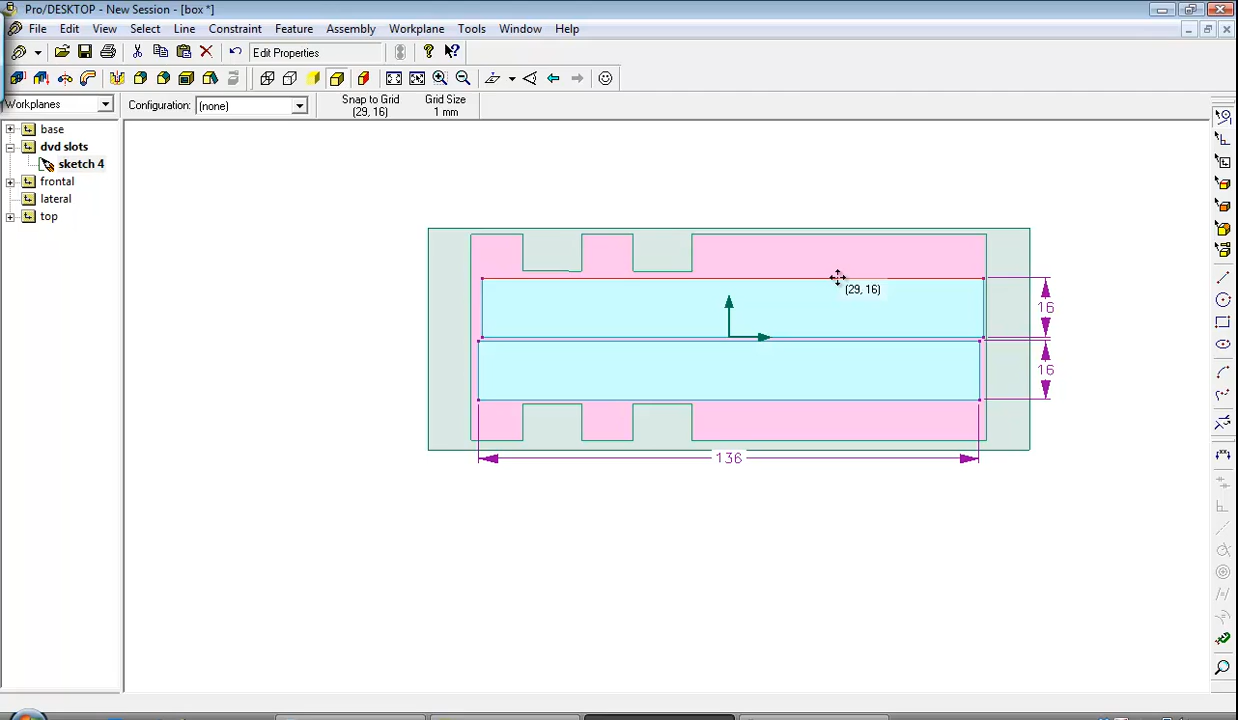 Pro/DESKTOP - New Session - [box *]
File Edit View Select Line Constraint Feature Assembly Workplane Tools Window Help
Edit Properties
Workplanes
Configuration: (none)
Snap to Grid
(29, 16)
Grid Size
1 mm
base
dvd slots
sketch 4
frontal
lateral
top
(29, 16)
16
16
136